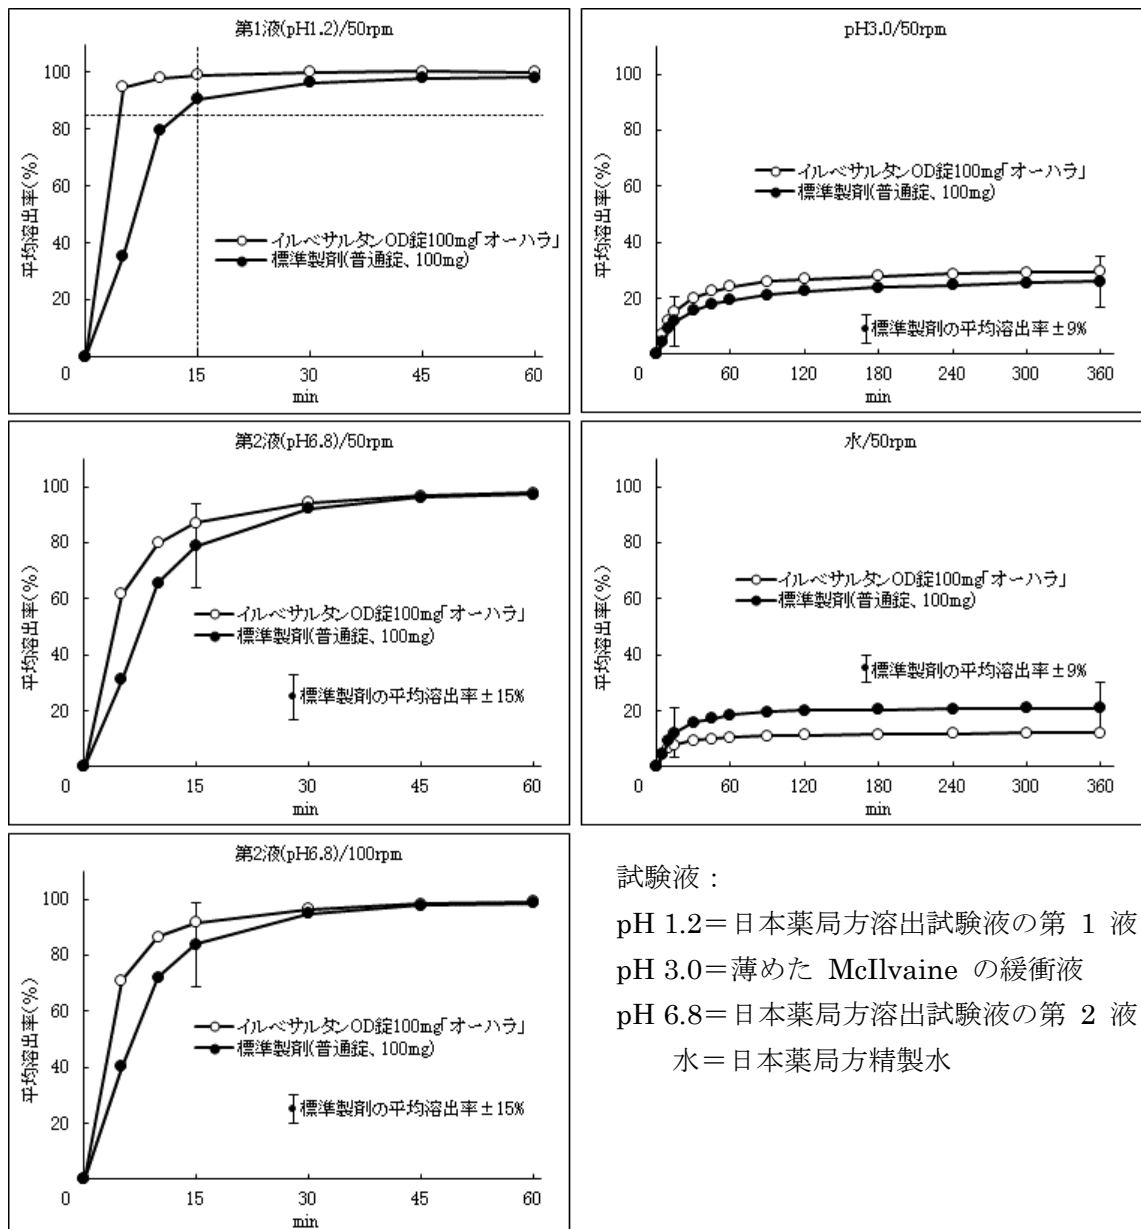 第1液(pH1.2)/50rpm
平均溶出率(%)
100
80
60
40
20
0
15
30
45
60
min
イルベサルタンOD錠100mg「オーハラ」
標準製剤(普通錠、100mg)
pH3.0/50rpm
平均溶出率(%)
100
80
60
40
20
0
60
120
180
240
300
360
min
イルベサルタンOD錠100mg「オーハラ」
標準製剤(普通錠、100mg)
標準製剤の平均溶出率±9%
第2液(pH6.8)/50rpm
平均溶出率(%)
100
80
60
40
20
0
15
30
45
60
min
イルベサルタンOD錠100mg「オーハラ」
標準製剤(普通錠、100mg)
標準製剤の平均溶出率±15%
水/50rpm
平均溶出率(%)
100
80
60
40
20
0
60
120
180
240
300
360
min
イルベサルタンOD錠100mg「オーハラ」
標準製剤(普通錠、100mg)
標準製剤の平均溶出率±9%
第2液(pH6.8)/100rpm
平均溶出率(%)
100
80
60
40
20
0
15
30
45
60
min
イルベサルタンOD錠100mg「オーハラ」
標準製剤(普通錠、100mg)
標準製剤の平均溶出率±15%
試験液：
pH 1.2＝日本薬局方溶出試験液の第 1 液
pH 3.0＝薄めた McIlvaine の緩衝液
pH 6.8＝日本薬局方溶出試験液の第 2 液
水＝日本薬局方精製水